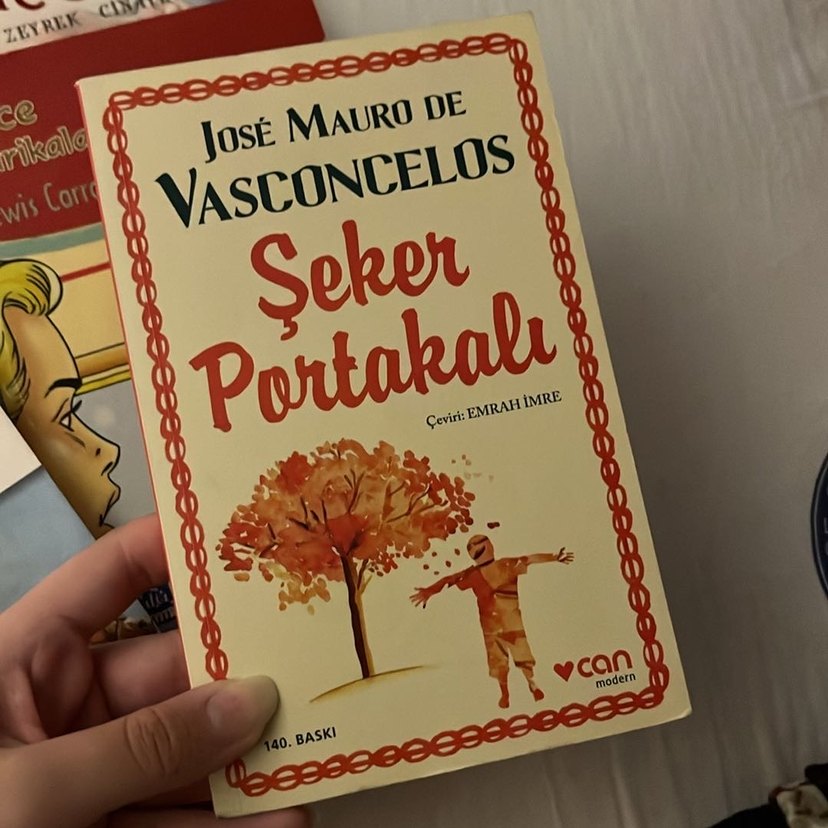 ZEYREK
JOSÉ MAURO DE
VASCONCELOS
Şeker
Portakalı
Çeviri: EMRAH İMRE
can
modern
140. BASKI